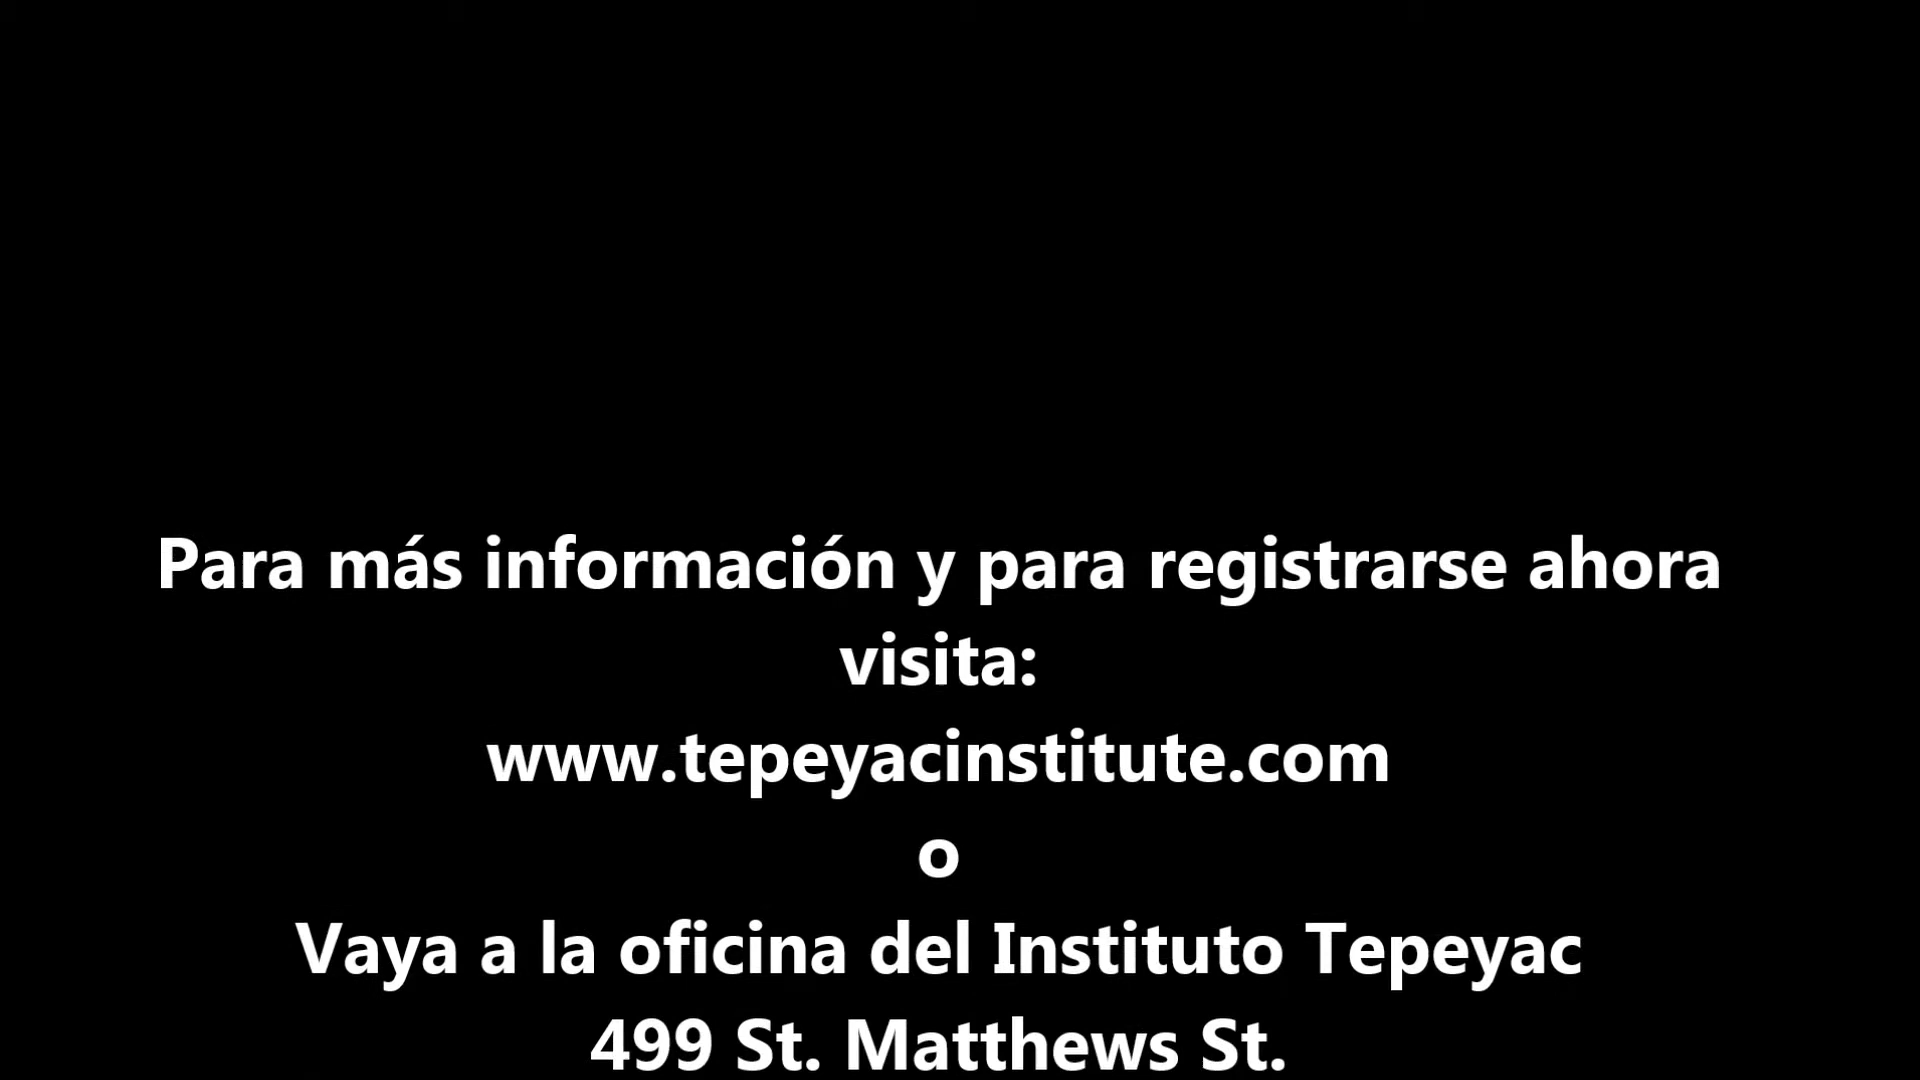 Para más información y para registrarse ahora
visita:
www.tepeyacinstitute.com
o
Vaya a la oficina del Instituto Tepeyac
499 St. Matthews St.